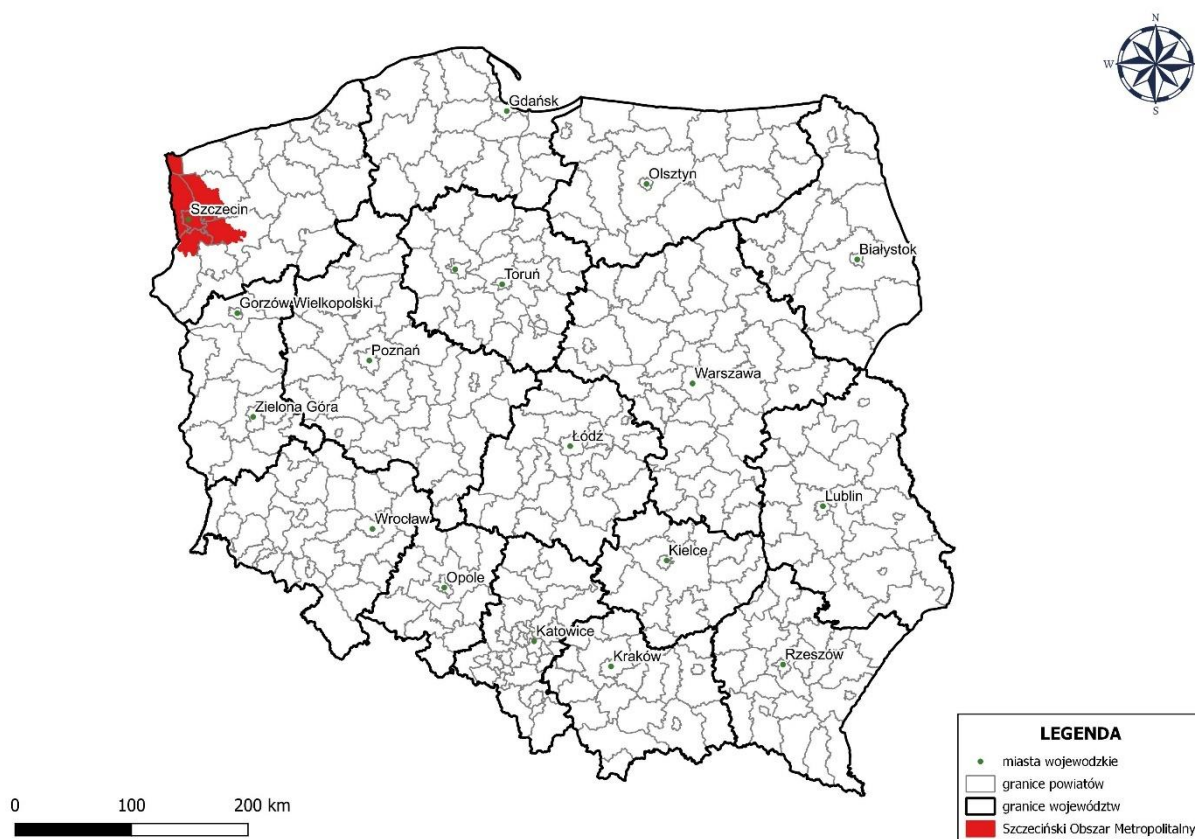 N
W
S
Gdańsk
Olsztyn
Szczecin
Białystok
Toruń
Gorzów Wielkopolski
Poznań
Warszawa
Zielona Góra
Łódź
Lublin
Wrocław
Kielce
Opole
Katowice
Kraków
Rzeszów
LEGENDA
miasta wojewodzkie
granice powiatów
granice województw
Szczeciński Obszar Metropolitalny
0 100 200 km